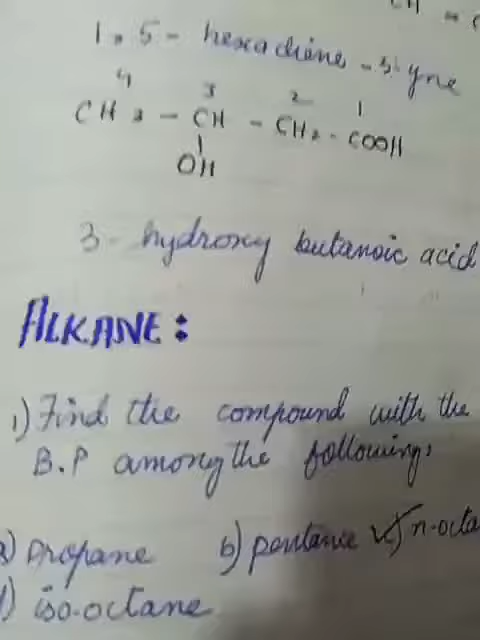 CH =
1,5-hexadiene-3-yne
4 3 2 1
CH3 - CH - CH2 - COOH
OH
3-hydroxy butanoic acid
ALKANE:
1) Find the compound with the
B.P among the following:
a) Propane b) pentane c) n-octa
d) iso-octane